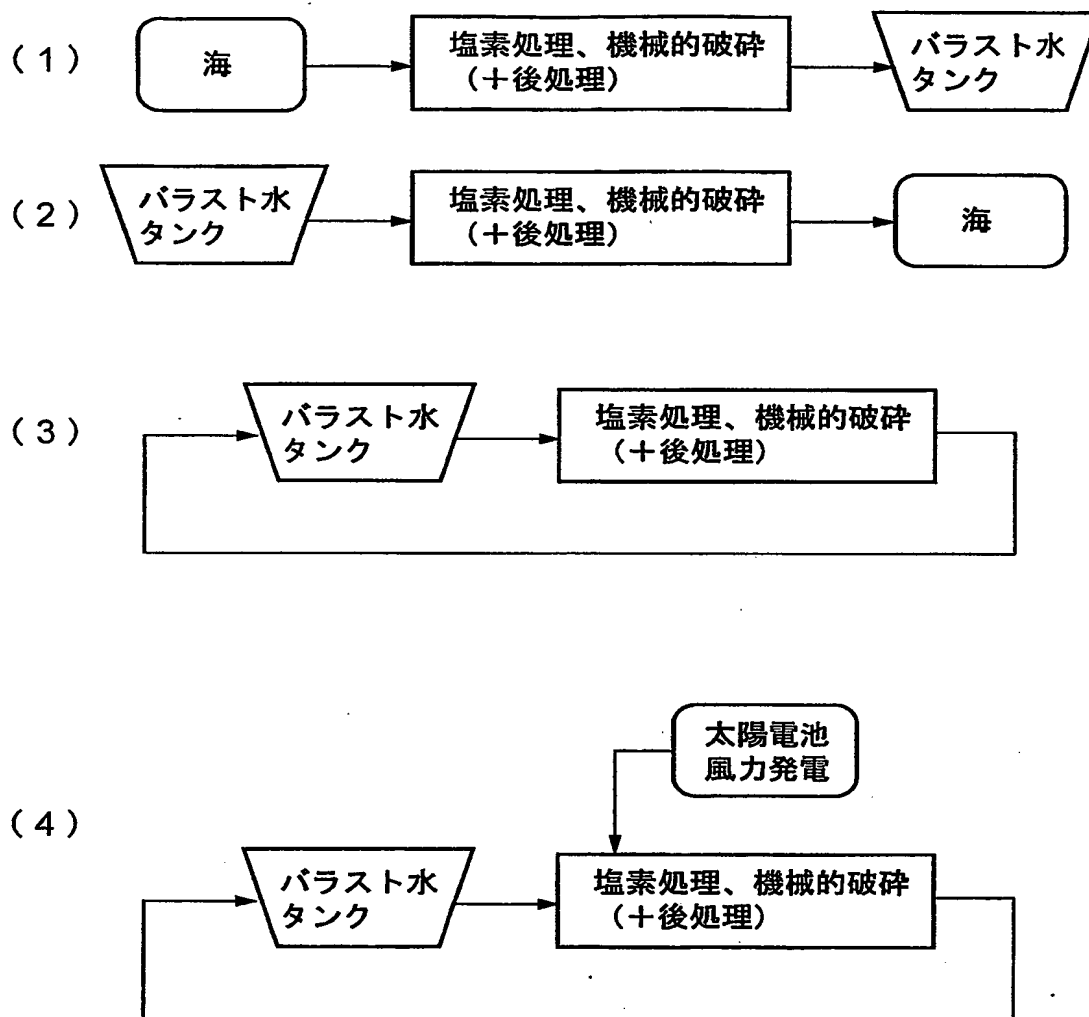 (1)
海
塩素処理、機械的破砕
(+後処理)
バラスト水
タンク
(2)
バラスト水
タンク
塩素処理、機械的破砕
(+後処理)
海
(3)
バラスト水
タンク
塩素処理、機械的破砕
(+後処理)
太陽電池
風力発電
(4)
バラスト水
タンク
塩素処理、機械的破砕
(+後処理)